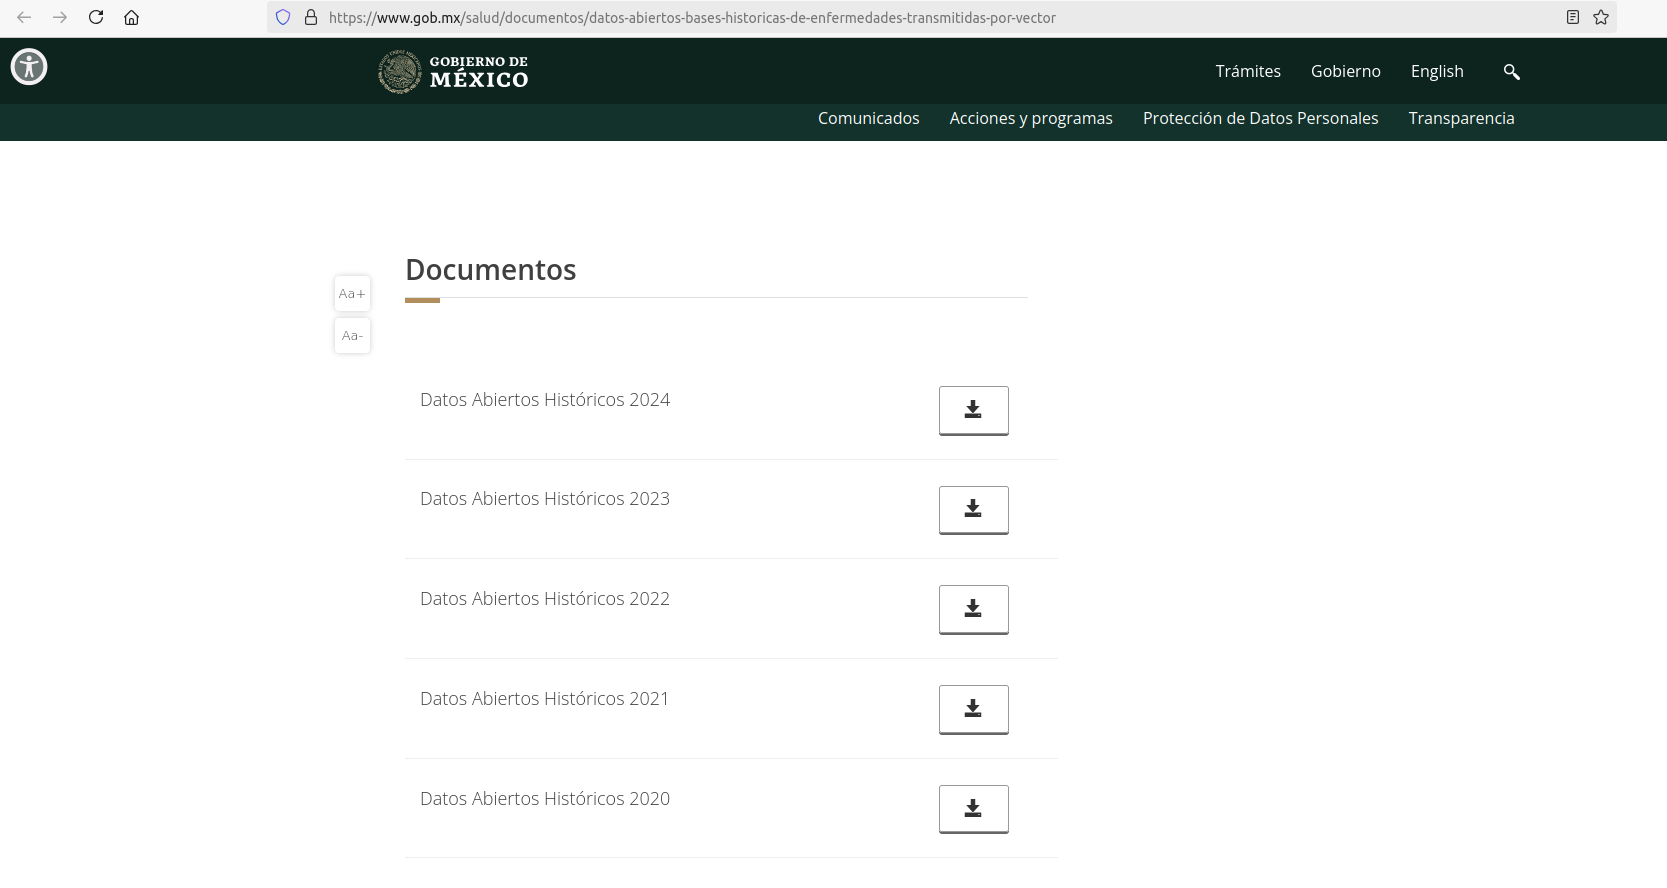 https://www.gob.mx/salud/documentos/datos-abiertos-bases-historicas-de-enfermedades-transmitidas-por-vector
GOBIERNO DE
MÉXICO
Trámites Gobierno English
Comunicados Acciones y programas Protección de Datos Personales Transparencia
Documentos
Aa+
Aa-
Datos Abiertos Históricos 2024
Datos Abiertos Históricos 2023
Datos Abiertos Históricos 2022
Datos Abiertos Históricos 2021
Datos Abiertos Históricos 2020